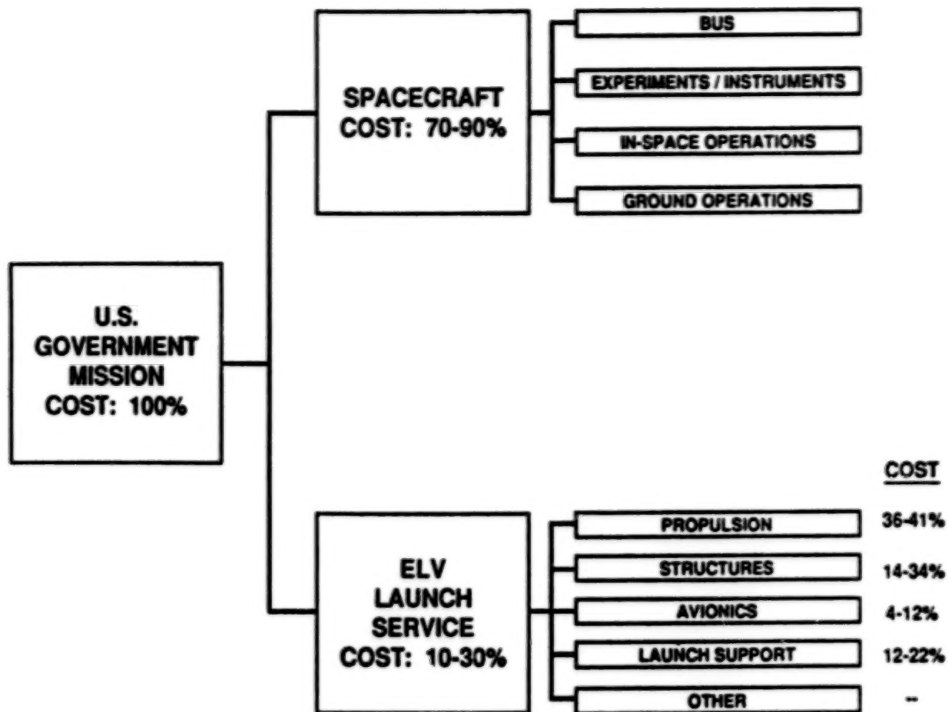 U.S.
GOVERNMENT
MISSION
COST: 100%
SPACECRAFT
COST: 70-90%
BUS
EXPERIMENTS / INSTRUMENTS
IN-SPACE OPERATIONS
GROUND OPERATIONS
ELV
LAUNCH
SERVICE
COST: 10-30%
COST
PROPULSION 36-41%
STRUCTURES 14-34%
AVIONICS 4-12%
LAUNCH SUPPORT 12-22%
OTHER --